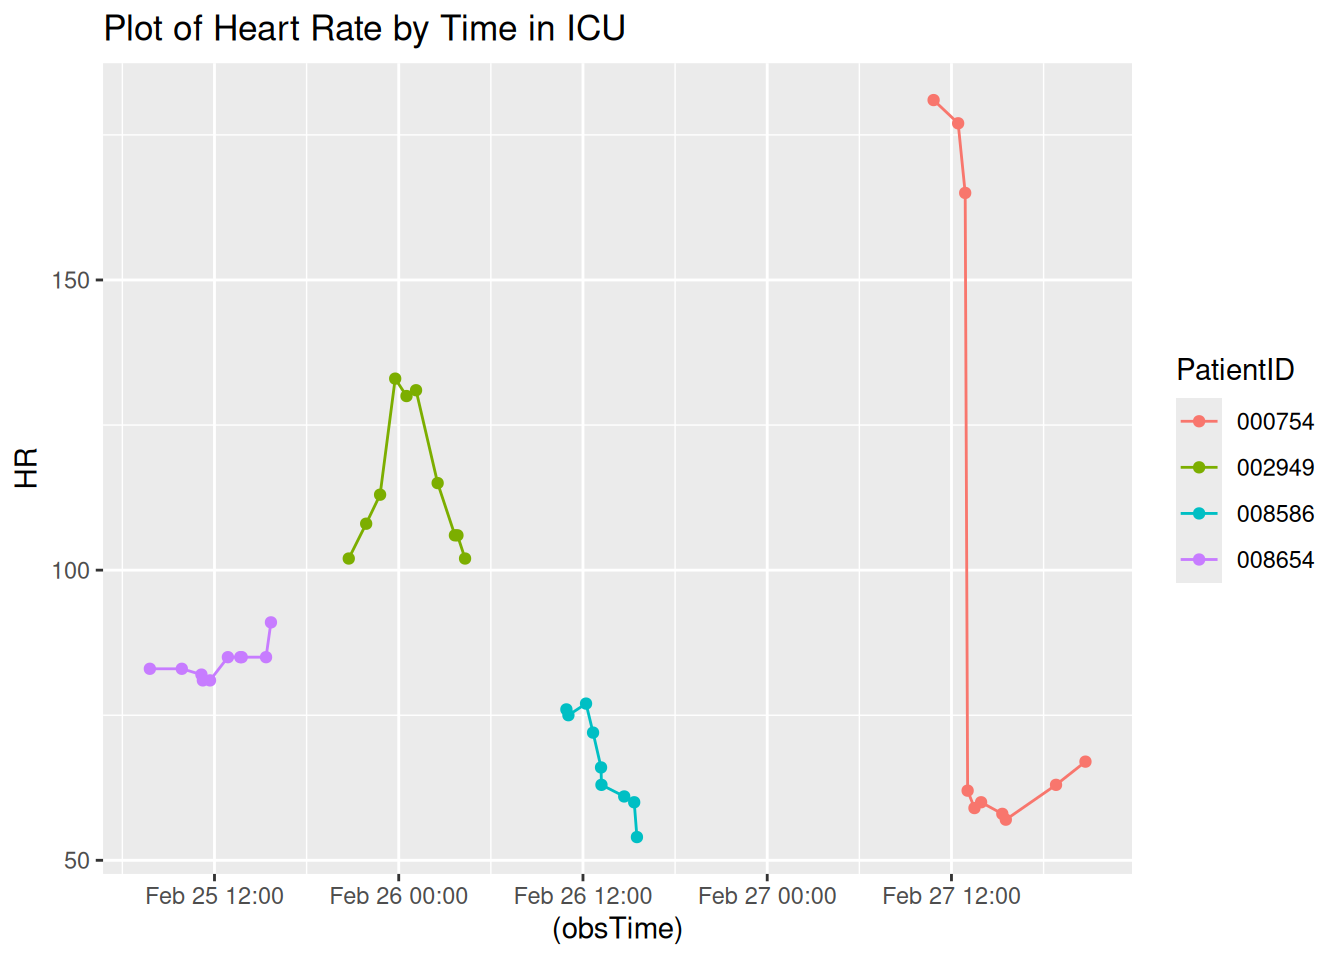 Plot of Heart Rate by Time in ICU
HR
150
100
50
Feb 25 12:00
Feb 26 00:00
Feb 26 12:00
Feb 27 00:00
Feb 27 12:00
(obsTime)
PatientID
000754
002949
008586
008654